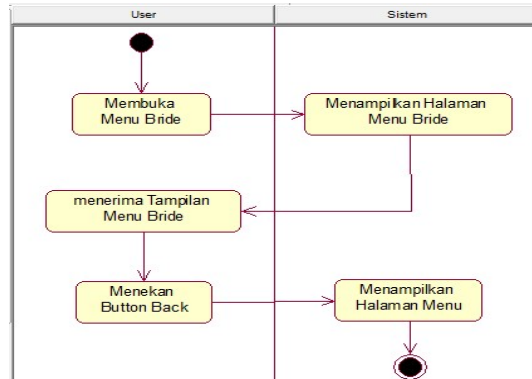 User
Sistem
Membuka
Menu Bride
Menampilkan Halaman
Menu Bride
menerima Tampilan
Menu Bride
Menekan
Button Back
Menampilkan
Halaman Menu